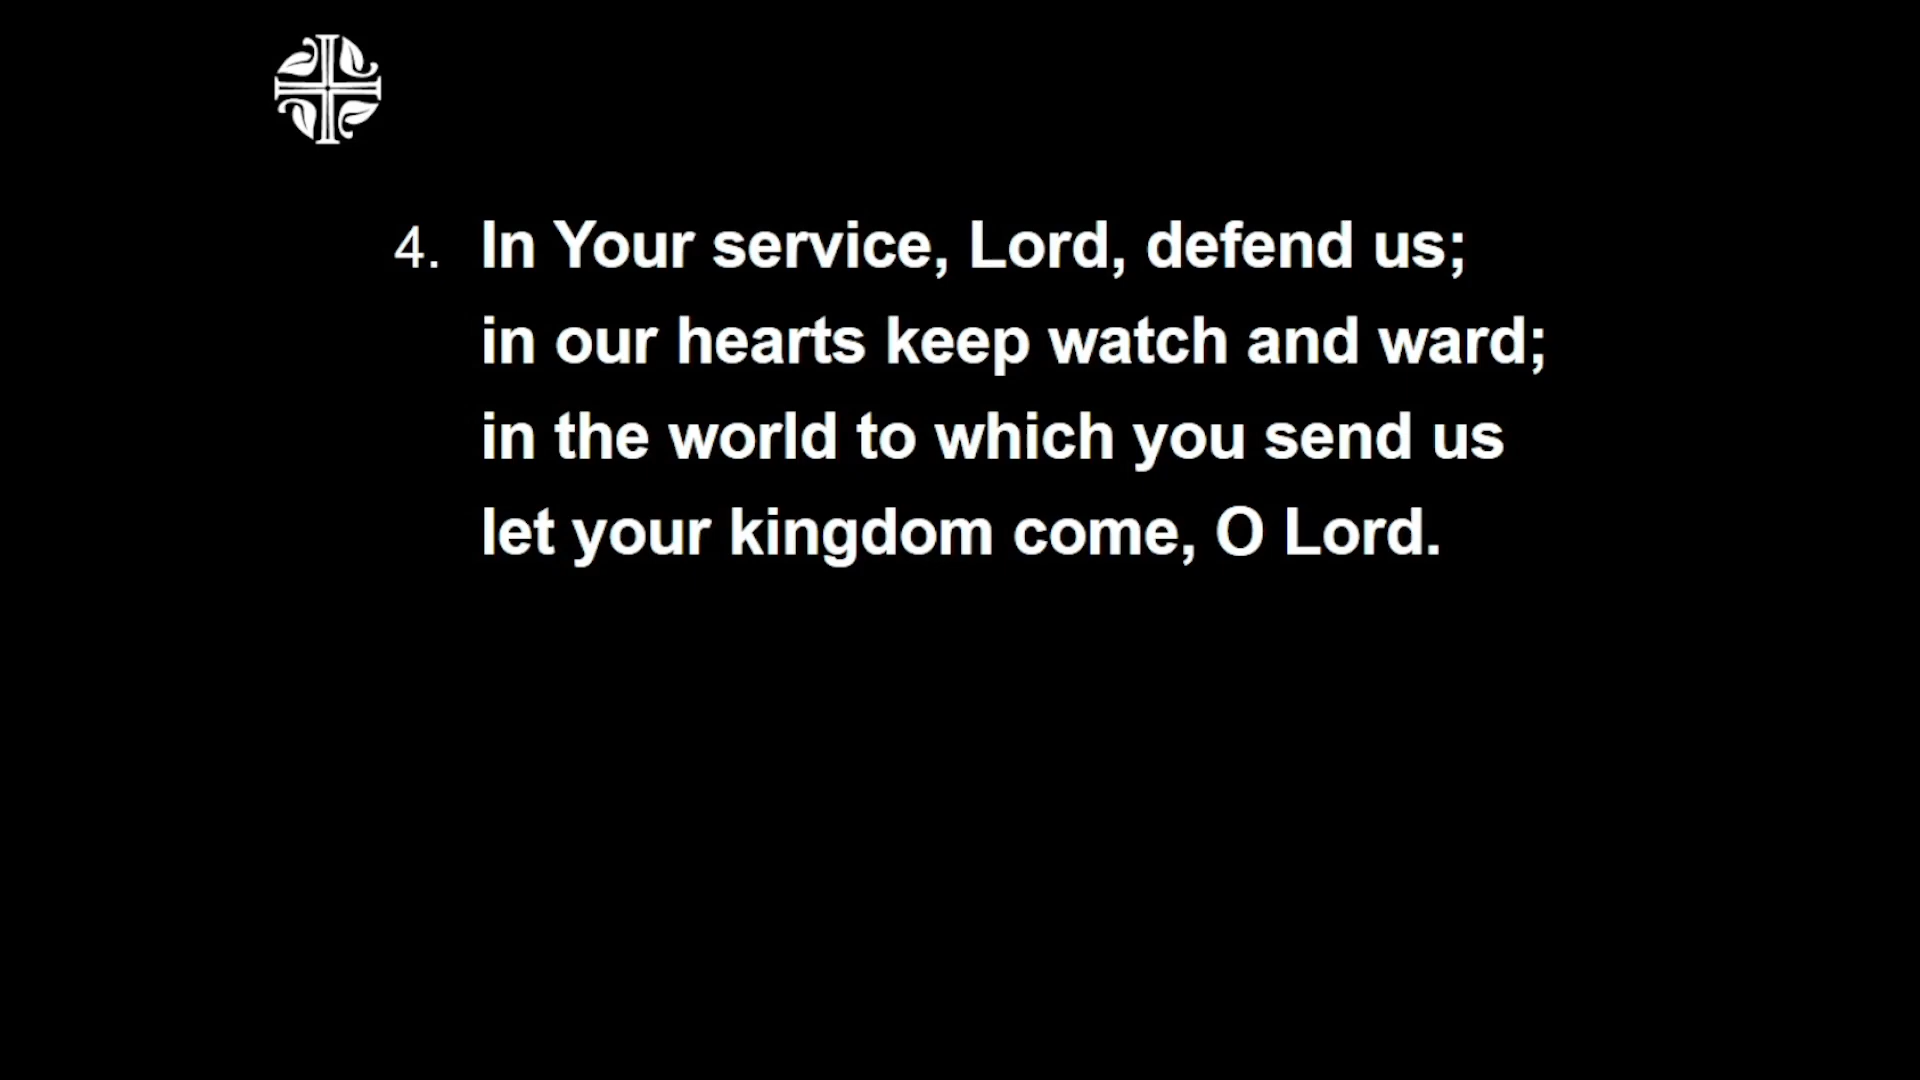 4. In Your service, Lord, defend us;
in our hearts keep watch and ward;
in the world to which you send us
let your kingdom come, O Lord.